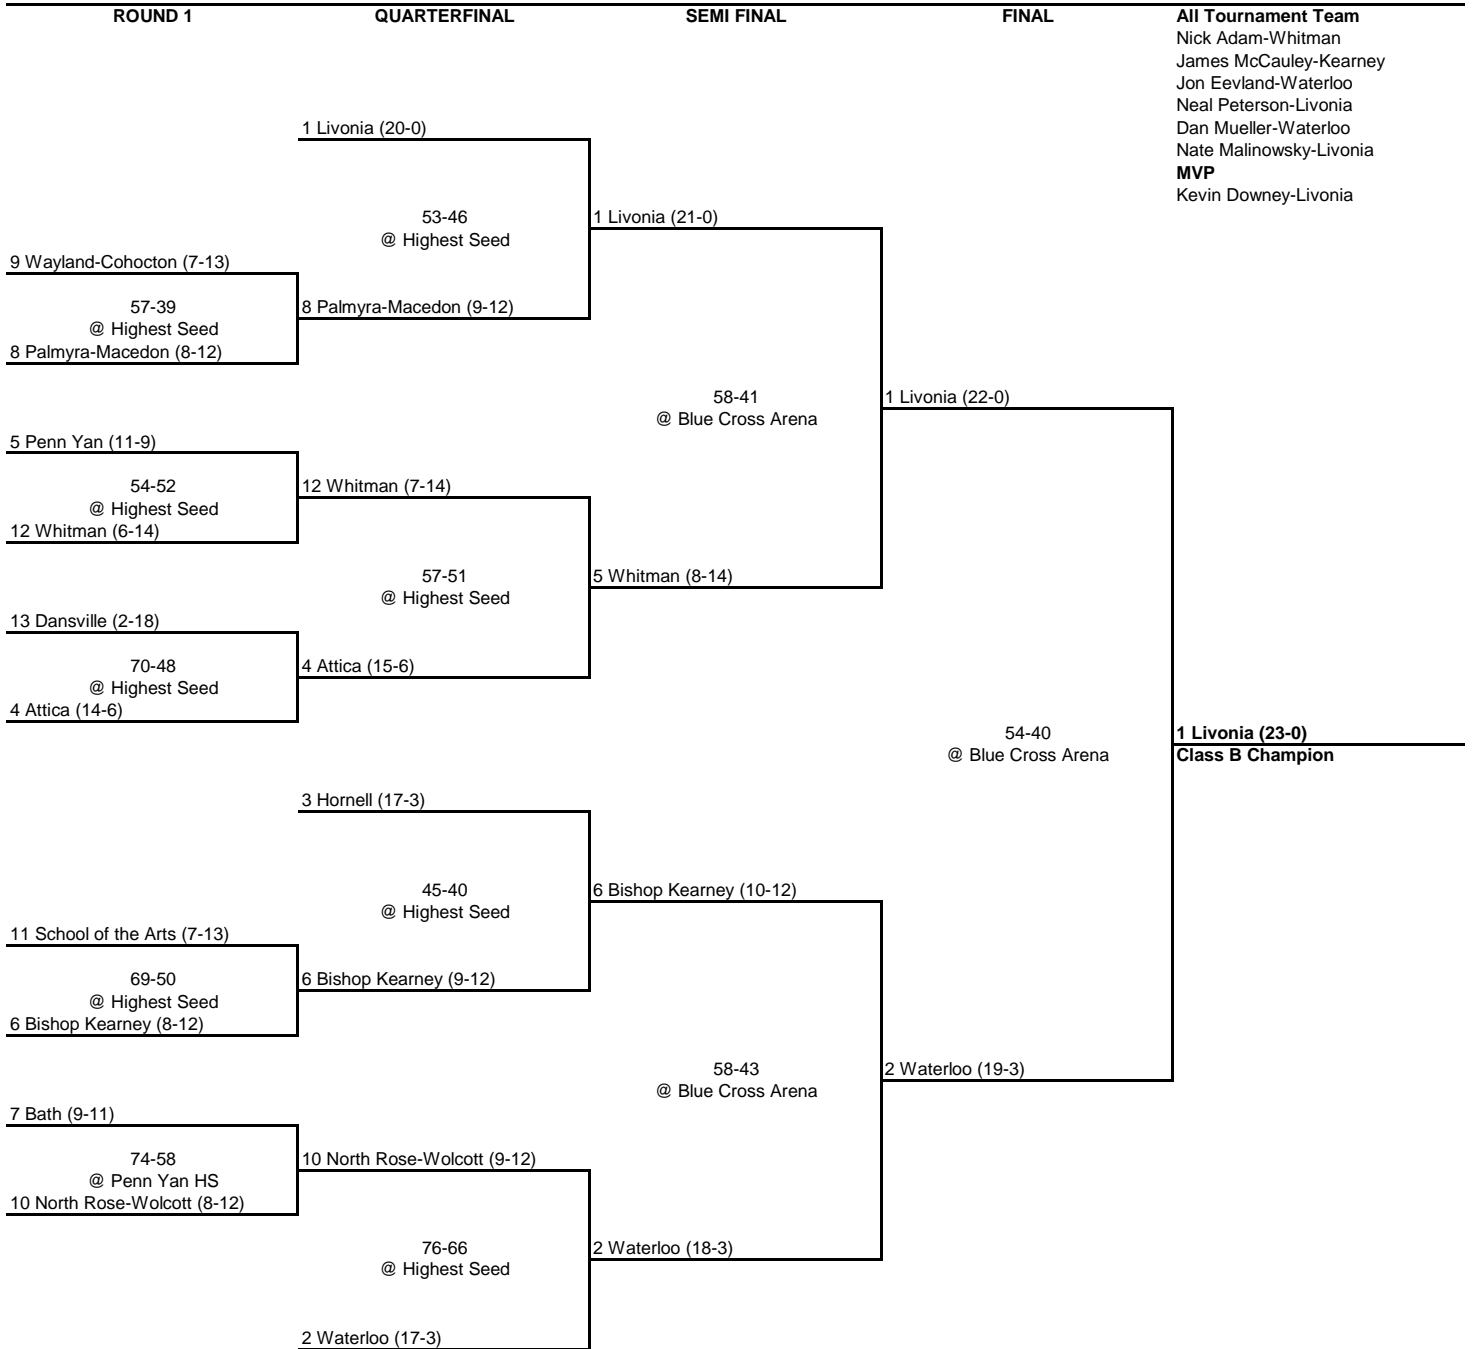 ROUND 1
QUARTERFINAL
SEMI FINAL
FINAL
All Tournament Team
Nick Adam-Whitman
James McCauley-Kearney
Jon Eevland-Waterloo
Neal Peterson-Livonia
Dan Mueller-Waterloo
Nate Malinowsky-Livonia
MVP
Kevin Downey-Livonia
1 Livonia (20-0)
53-46
@ Highest Seed
1 Livonia (21-0)
9 Wayland-Cohocton (7-13)
57-39
@ Highest Seed
8 Palmyra-Macedon (9-12)
8 Palmyra-Macedon (8-12)
58-41
@ Blue Cross Arena
1 Livonia (22-0)
5 Penn Yan (11-9)
54-52
@ Highest Seed
12 Whitman (7-14)
12 Whitman (6-14)
57-51
@ Highest Seed
5 Whitman (8-14)
13 Dansville (2-18)
70-48
@ Highest Seed
4 Attica (15-6)
4 Attica (14-6)
54-40
@ Blue Cross Arena
1 Livonia (23-0)
Class B Champion
3 Hornell (17-3)
45-40
@ Highest Seed
6 Bishop Kearney (10-12)
11 School of the Arts (7-13)
69-50
@ Highest Seed
6 Bishop Kearney (9-12)
6 Bishop Kearney (8-12)
58-43
@ Blue Cross Arena
2 Waterloo (19-3)
7 Bath (9-11)
74-58
@ Penn Yan HS
10 North Rose-Wolcott (9-12)
10 North Rose-Wolcott (8-12)
76-66
@ Highest Seed
2 Waterloo (18-3)
2 Waterloo (17-3)